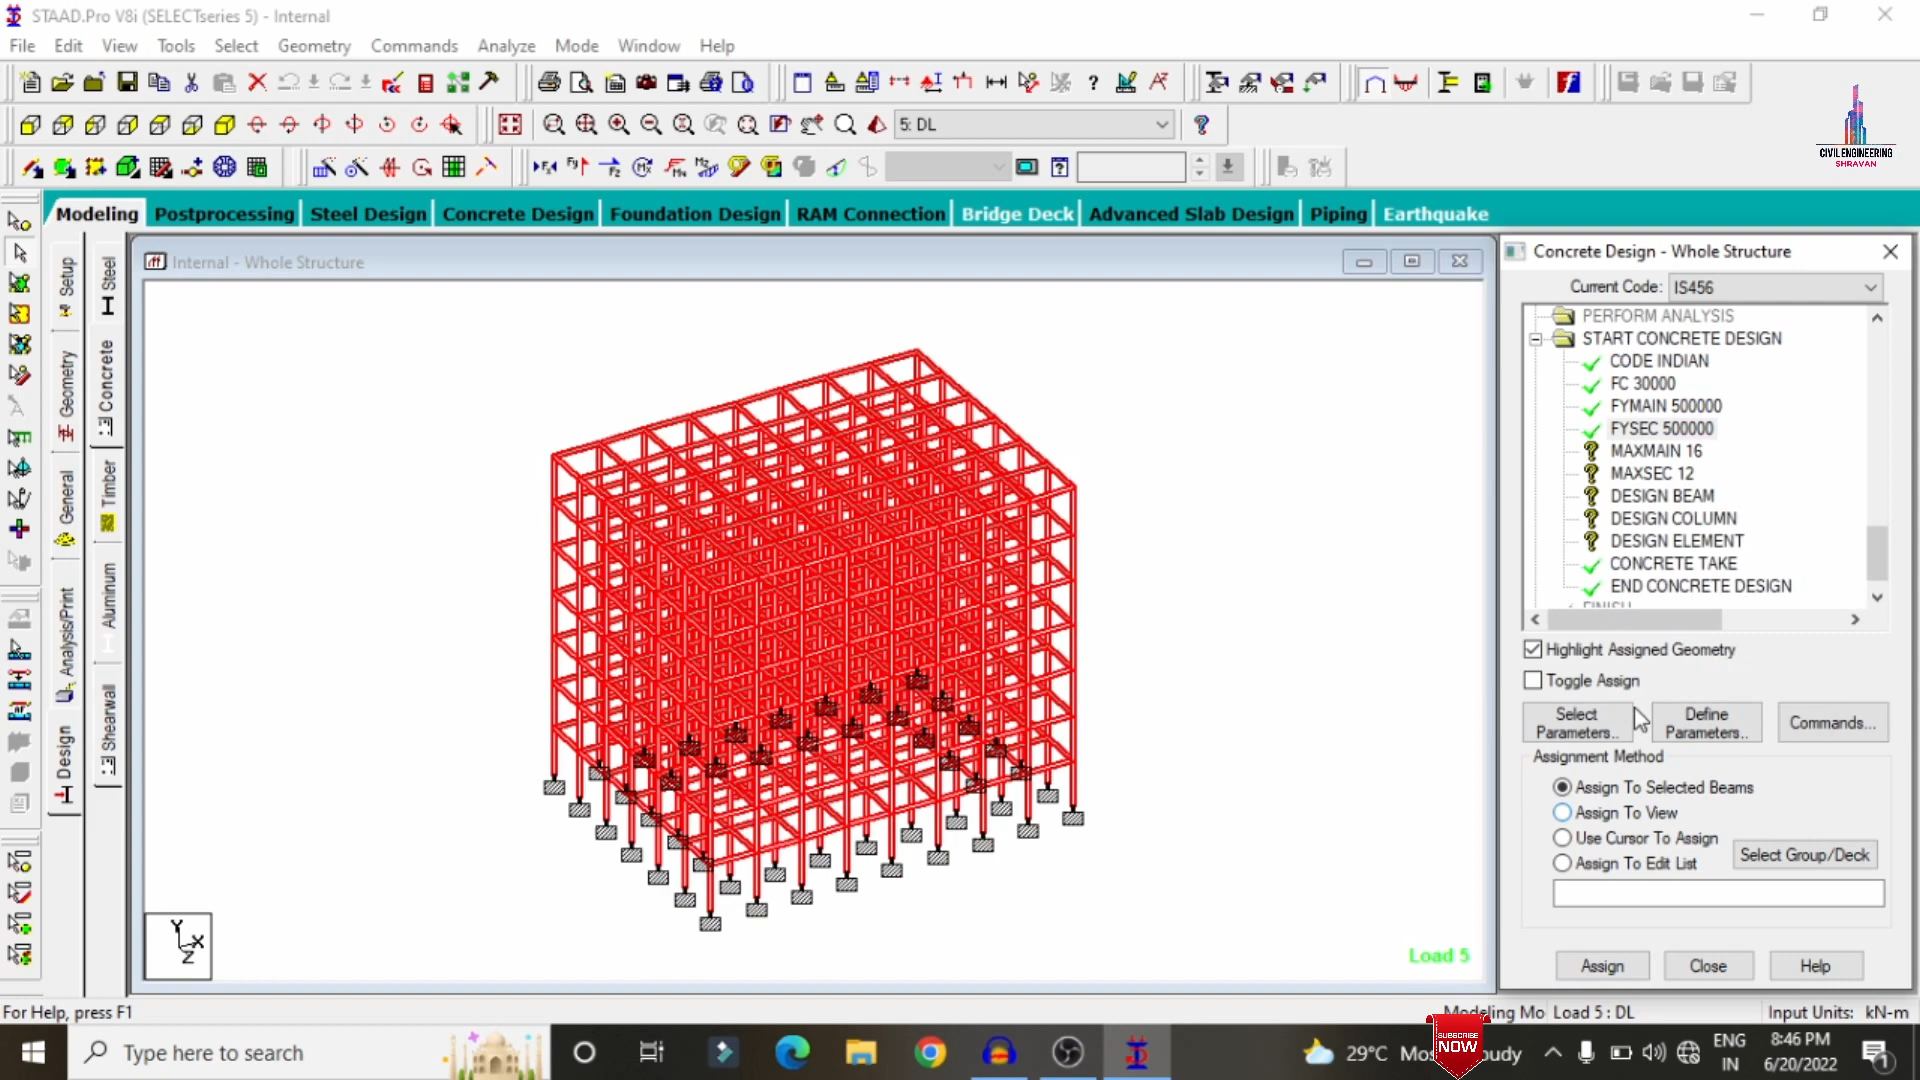 STAAD.Pro V8i (SELECTseries 5) - Internal
File Edit View Tools Select Geometry Commands Analyze Mode Window Help
5: DL
CIVIL ENGINEERING
SHRAVAN
Modeling Postprocessing Steel Design Concrete Design Foundation Design RAM Connection Bridge Deck Advanced Slab Design Piping Earthquake
Setup
Geometry
General
Analysis/Print
Design
Steel
Concrete
Timber
Aluminum
Shearwall
Internal - Whole Structure
Y
X
Z
Load 5
Concrete Design - Whole Structure
Current Code: IS456
PERFORM ANALYSIS
START CONCRETE DESIGN
CODE INDIAN
FC 30000
FYMAIN 500000
FYSEC 500000
MAXMAIN 16
MAXSEC 12
DESIGN BEAM
DESIGN COLUMN
DESIGN ELEMENT
CONCRETE TAKE
END CONCRETE DESIGN
FINISH
Highlight Assigned Geometry
Toggle Assign
Select Parameters..
Define Parameters..
Commands...
Assignment Method
Assign To Selected Beams
Assign To View
Use Cursor To Assign
Assign To Edit List
Select Group/Deck
Assign Close Help
For Help, press F1
Modeling Mo Load 5 : DL Input Units: kN-m
Type here to search
SUBSCRIBE
NOW
29°C
ENG
IN
8:46 PM
6/20/2022
1